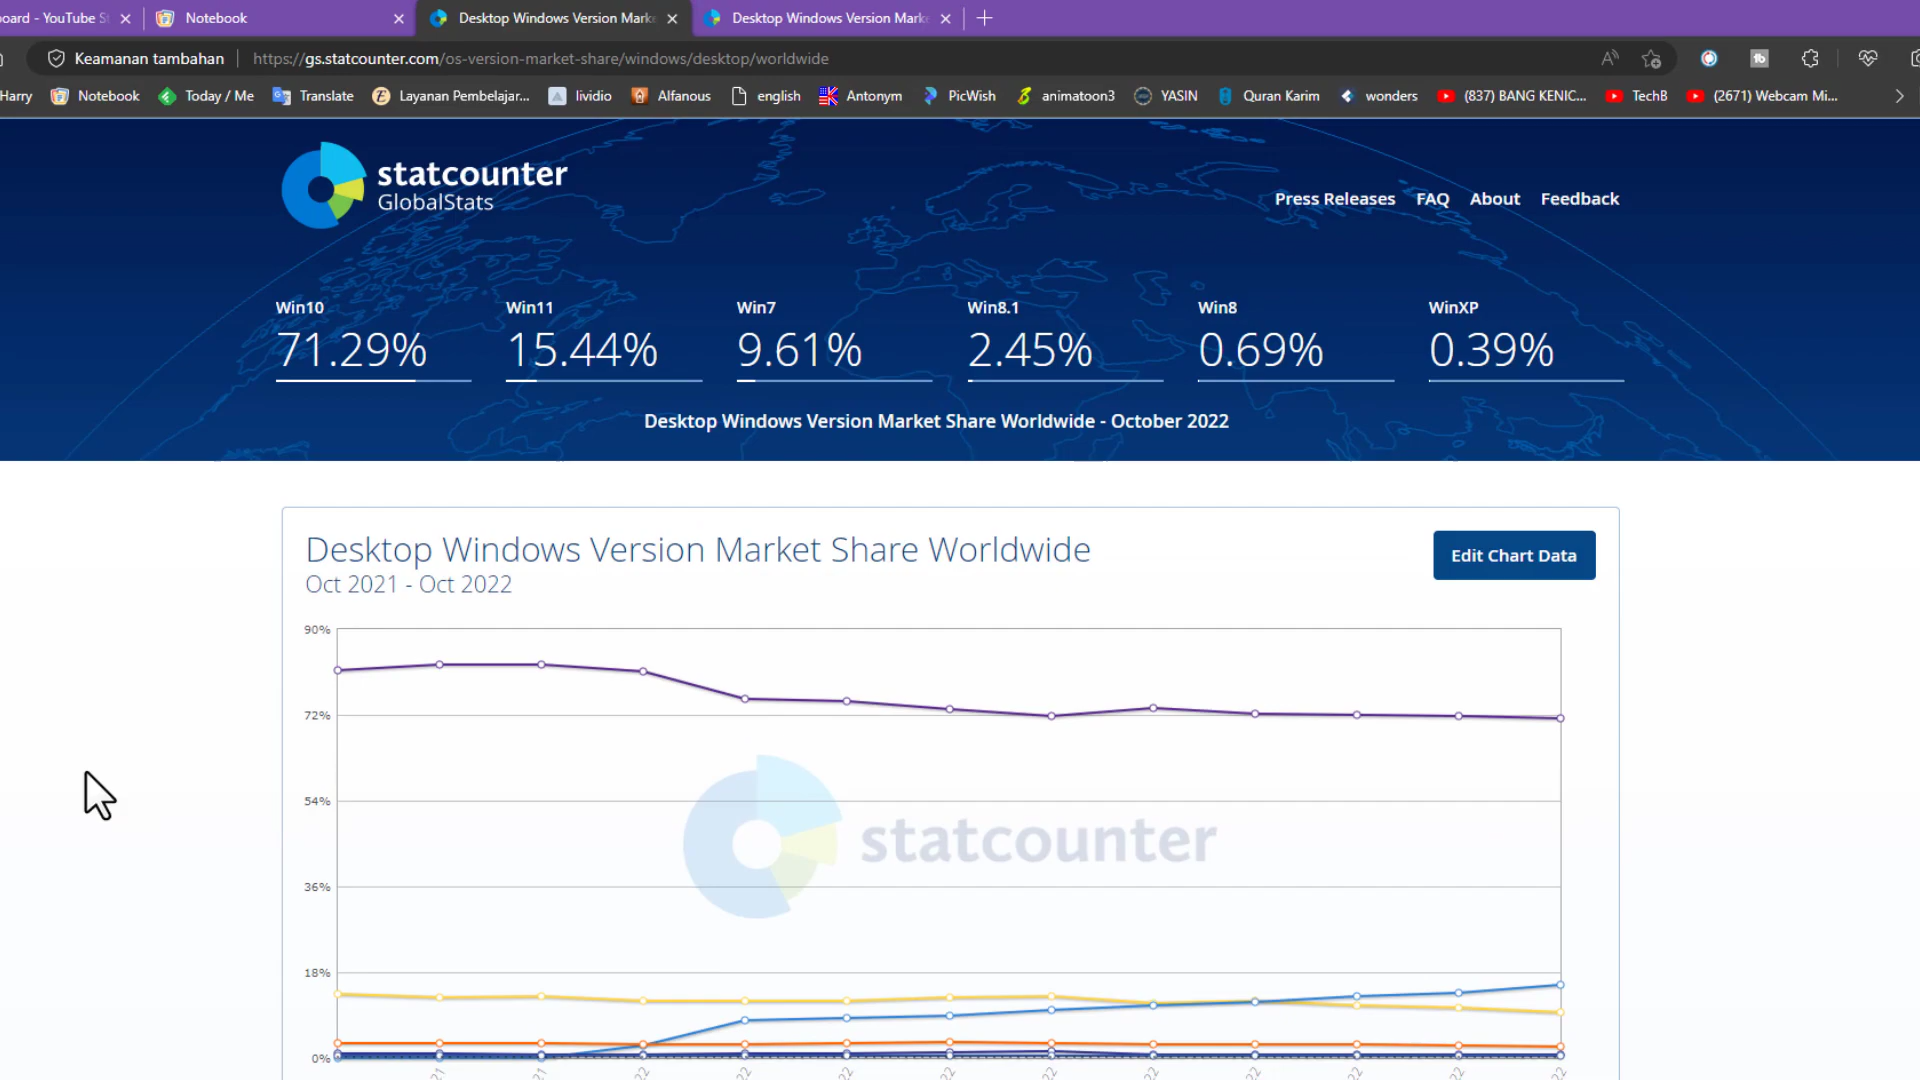 oard - YouTube S
Notebook
Desktop Windows Version Mark
Desktop Windows Version Mark
Keamanan tambahan
https://gs.statcounter.com/os-version-market-share/windows/desktop/worldwide
Harry Notebook Today / Me Translate Layanan Pembelajar... lividio Alfanous english Antonym PicWish animatoon3 YASIN Quran Karim wonders (837) BANG KENIC... TechB (2671) Webcam Mi...
statcounter
GlobalStats
Press Releases FAQ About Feedback
Win10 Win11 Win7 Win8.1 Win8 WinXP
71.29% 15.44% 9.61% 2.45% 0.69% 0.39%
Desktop Windows Version Market Share Worldwide - October 2022
Desktop Windows Version Market Share Worldwide
Edit Chart Data
Oct 2021 - Oct 2022
90%
72%
54%
statcounter
36%
18%
0%